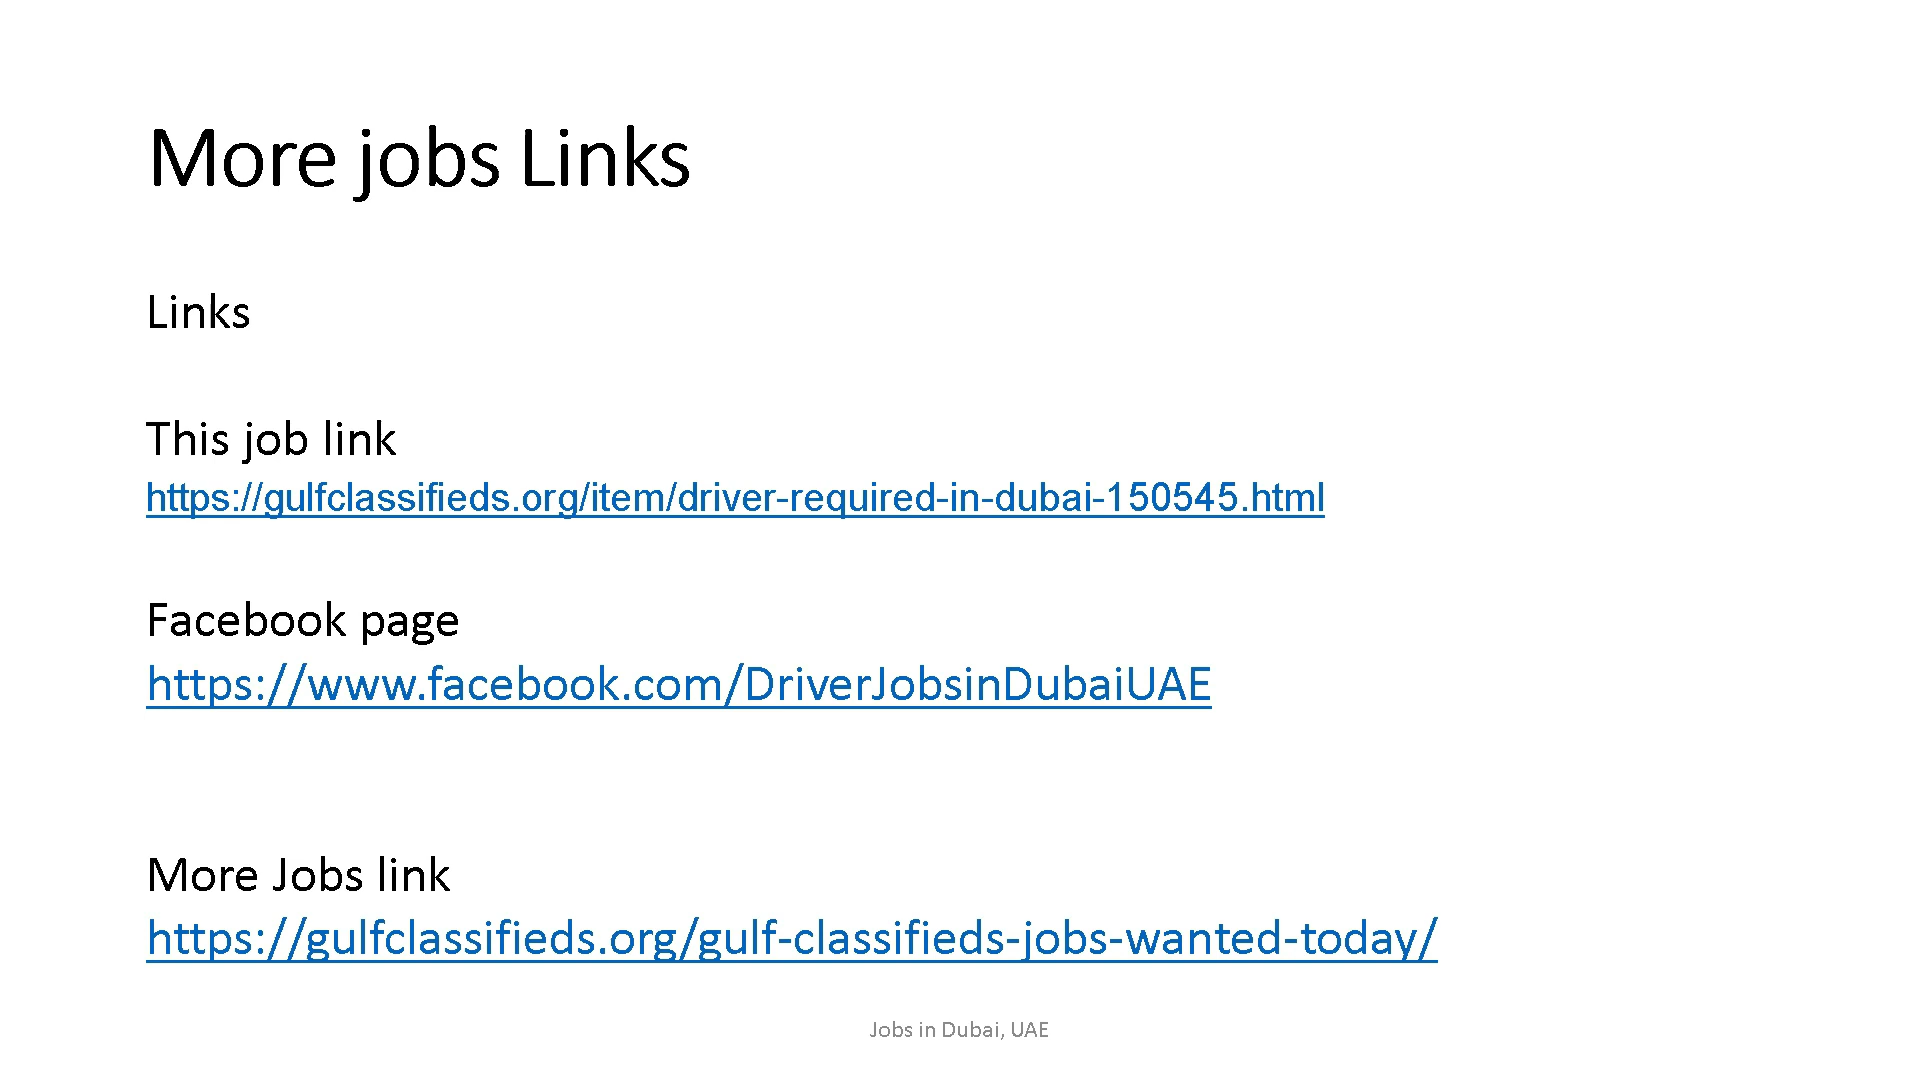 More jobs Links
Links
This job link
https://gulfclassifieds.org/item/driver-required-in-dubai-150545.html
Facebook page
https://www.facebook.com/DriverJobsinDubaiUAE
More Jobs link
https://gulfclassifieds.org/gulf-classifieds-jobs-wanted-today/
Jobs in Dubai, UAE